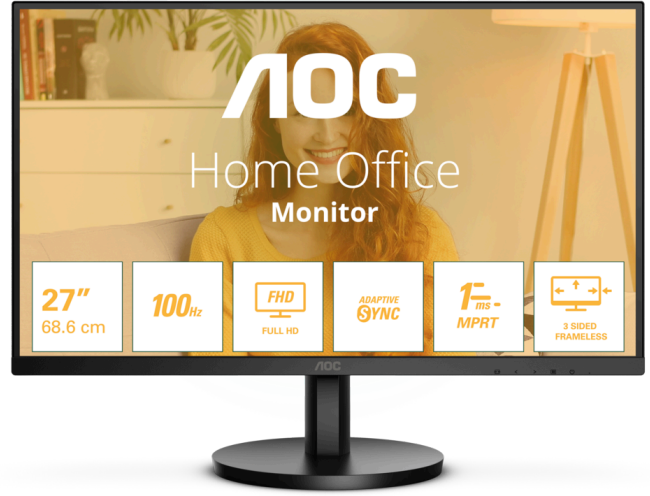 AOC
Home Office
Monitor
27"
68.6 cm
100Hz
FHD
FULL HD
ADAPTIVE
SYNC
1ms -
MPRT
3 SIDED
FRAMELESS
AOC